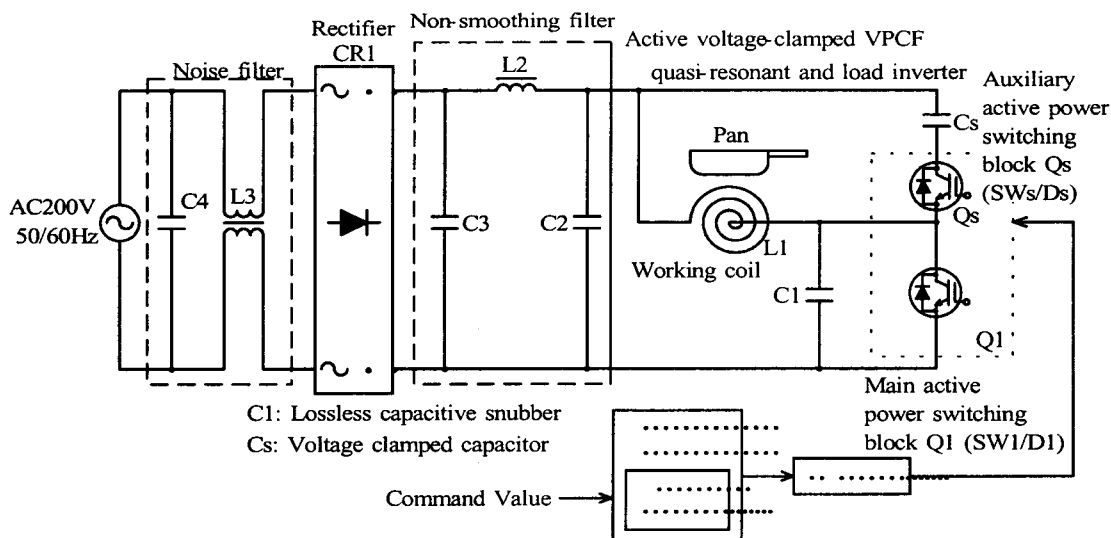 Non-smoothing filter
Rectifier
CR1
Active voltage-clamped VPCF
quasi-resonant and load inverter
Noise filter
L2
Auxiliary
active power
switching
block Qs
(SWs/Ds)
Cs
Pan
AC200V
50/60Hz
C4
L3
C3
C2
Qs
L1
Working coil
C1
Q1
C1: Lossless capacitive snubber
Cs: Voltage clamped capacitor
Main active
power switching
block Q1 (SW1/D1)
Command Value